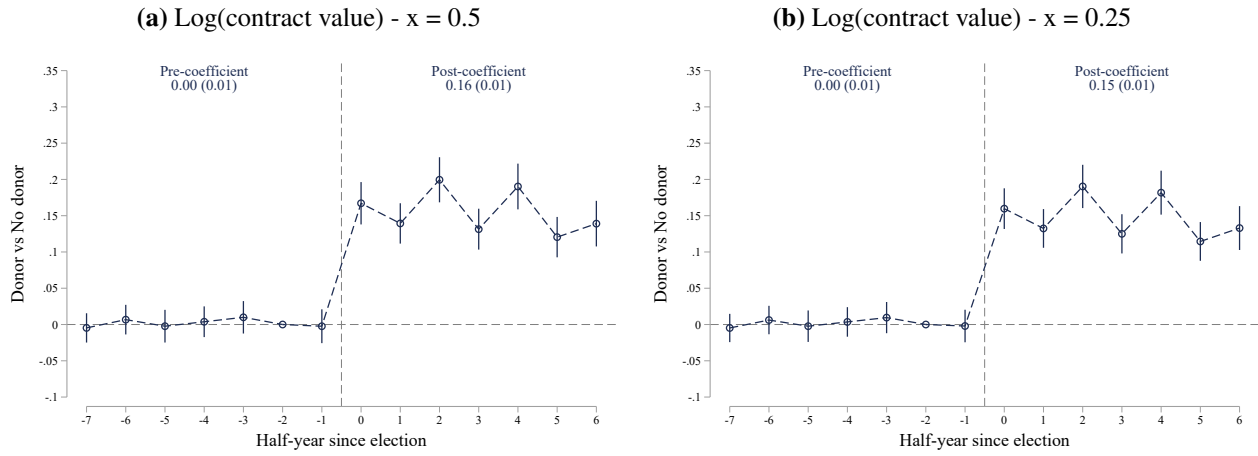 (a) Log(contract value) - x = 0.5
Pre-coefficient
0.00 (0.01)
Post-coefficient
0.16 (0.01)
Donor vs No donor
.35
.3
.25
.2
.15
.1
.05
0
-.05
-.1
-7 -6 -5 -4 -3 -2 -1 0 1 2 3 4 5 6
Half-year since election
(b) Log(contract value) - x = 0.25
Pre-coefficient
0.00 (0.01)
Post-coefficient
0.15 (0.01)
Donor vs No donor
.35
.3
.25
.2
.15
.1
.05
0
-.05
-.1
-7 -6 -5 -4 -3 -2 -1 0 1 2 3 4 5 6
Half-year since election